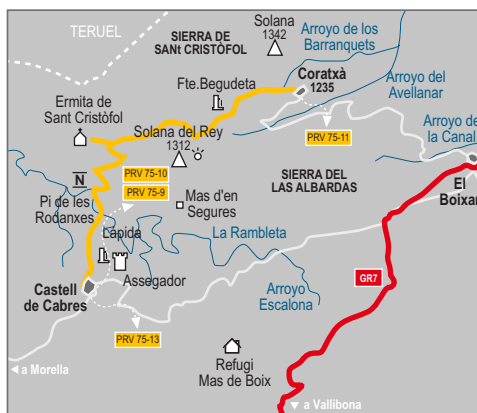 TERUEL
Solana
1342
SIERRA DE
SANt CRISTÒFOL
Arroyo de los
Barranquets
Fte.Begudeta
Coratxà
1235
Arroyo del
Avellanar
Ermita de
Sant Cristòfol
Solana del Rey
1312
PRV 75-11
Arroyo de
la Canal
N
PRV 75-10
PRV 75-9
SIERRA DEL
LAS ALBARDAS
El
Boixar
Pi de les
Rodanxes
Mas d'en
Segures
La Rambleta
Lápida
Assegador
GR7
Castell
de Cabres
Arroyo
Escalona
PRV 75-13
Refugi
Mas de Boix
a Morella
a Vallibona